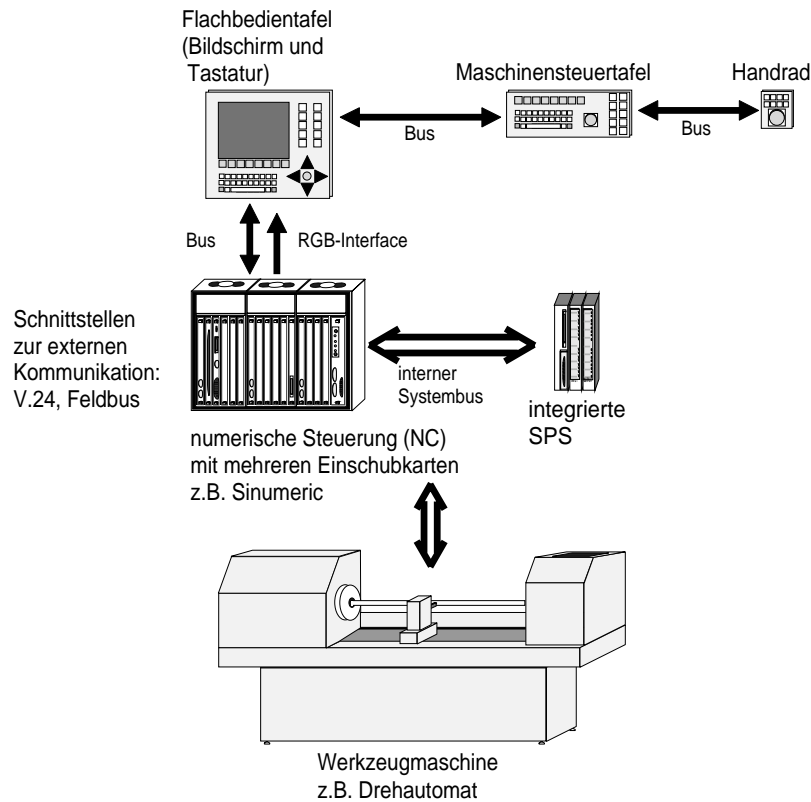 Flachbedientafel
(Bildschirm und
Tastatur)
Maschinensteuertafel
Handrad
Bus
Bus
Bus
RGB-Interface
Schnittstellen
zur externen
Kommunikation:
V.24, Feldbus
interner
Systembus
integrierte
SPS
numerische Steuerung (NC)
mit mehreren Einschubkarten
z.B. Sinumeric
Werkzeugmaschine
z.B. Drehautomat